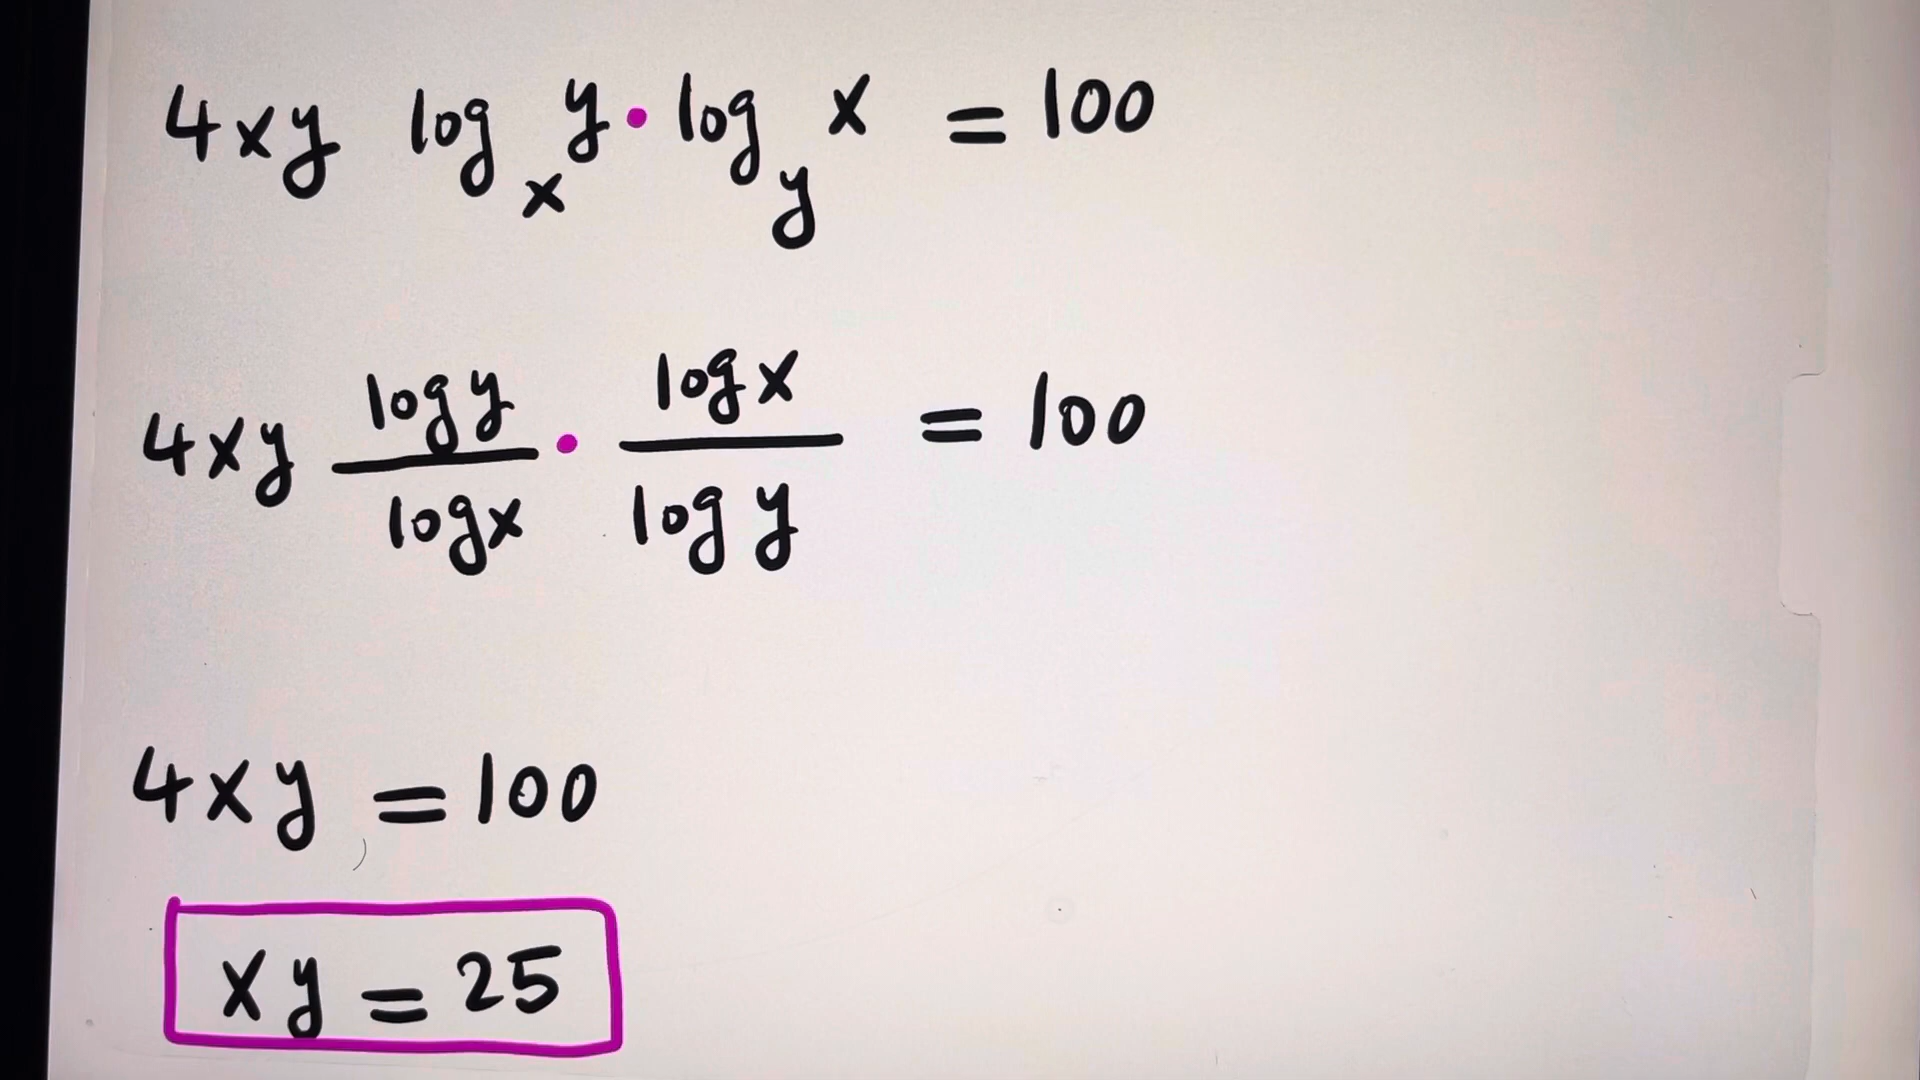 4xy log_x y · log_y x = 100
4xy (log y / log x) · (log x / log y) = 100
4xy = 100
xy = 25